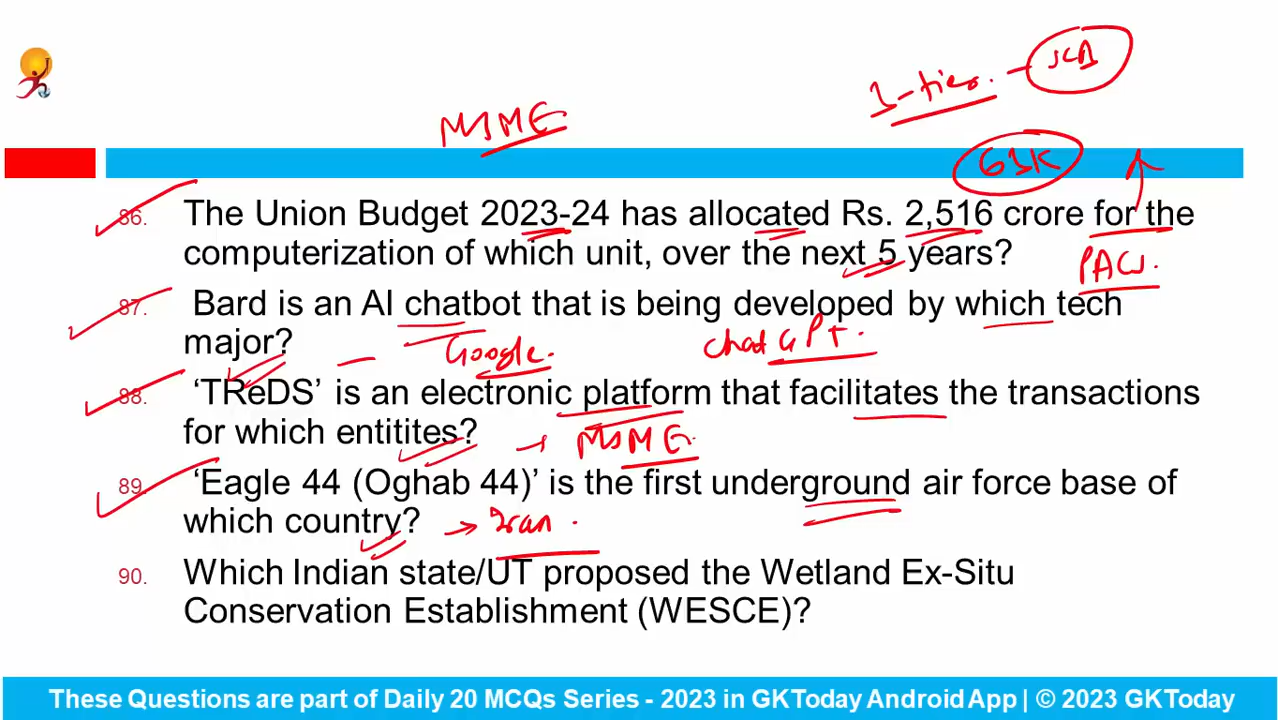 MSME
1-tier.
61K
86. The Union Budget 2023-24 has allocated Rs. 2,516 crore for the
computerization of which unit, over the next 5 years?
PACS.
87. Bard is an AI chatbot that is being developed by which tech
major?
Google.
ChatGPT.
88. ‘TReDS’ is an electronic platform that facilitates the transactions
for which entitites?
MSME.
89. ‘Eagle 44 (Oghab 44)’ is the first underground air force base of
which country?
Iran.
90. Which Indian state/UT proposed the Wetland Ex-Situ
Conservation Establishment (WESCE)?
These Questions are part of Daily 20 MCQs Series - 2023 in GKToday Android App | © 2023 GKToday